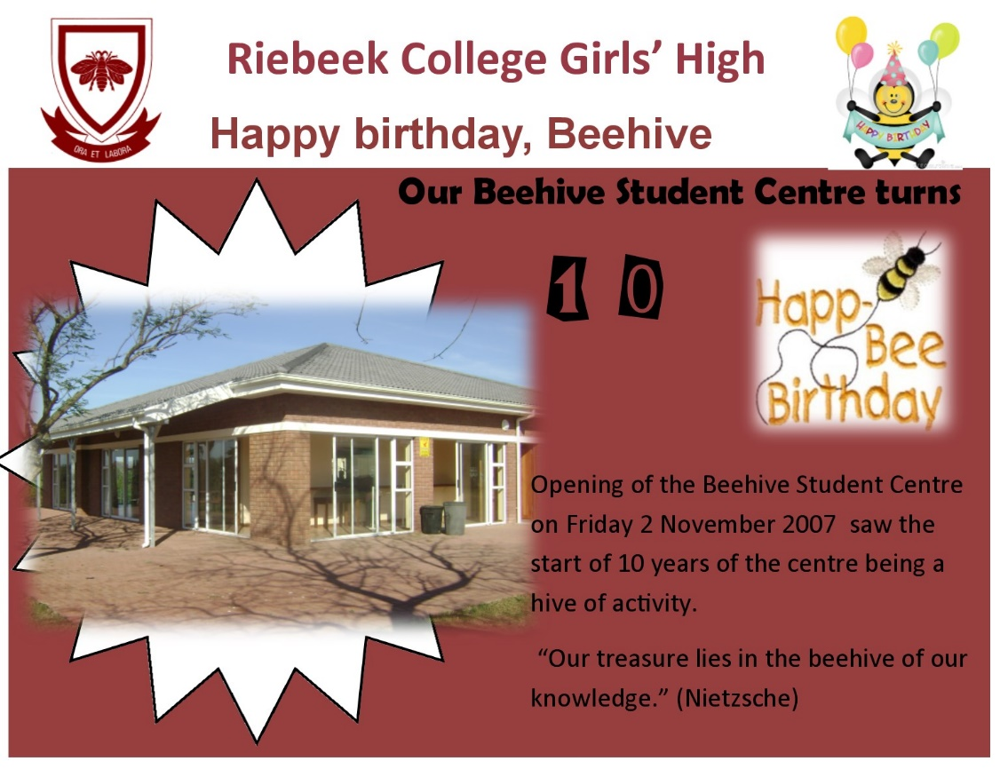 Riebeek College Girls’ High
Happy birthday, Beehive
ORA ET LABORA
HAPPY BIRTHDAY
Our Beehive Student Centre turns
10
Happ-
Bee
Birthday
Opening of the Beehive Student Centre
on Friday 2 November 2007 saw the
start of 10 years of the centre being a
hive of activity.
“Our treasure lies in the beehive of our
knowledge.” (Nietzsche)